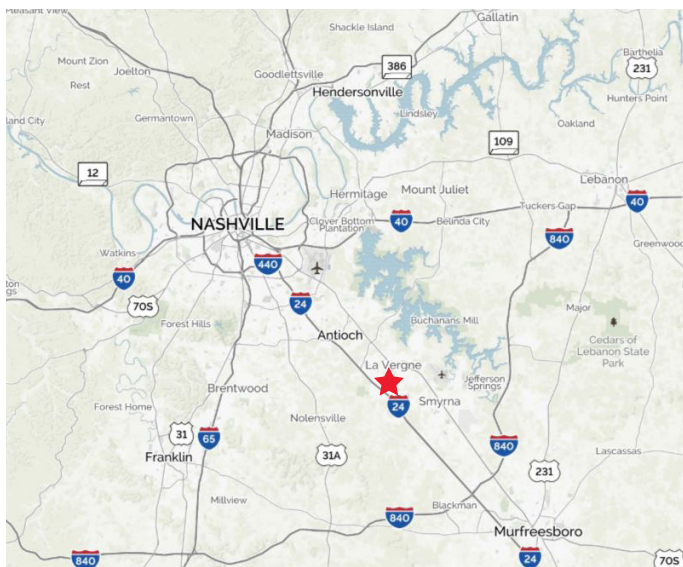 Pleasant View
Gallatin
Shackle Island
Barthelia
Mount Zion
Joelton
386
231
Rest
Goodlettsville
Hendersonville
Hunters Point
land City
Germantown
Lindsley
Oakland
Madison
109
12
Lebanon
Hermitage
Mount Juliet
40
Tuckers Gap
NASHVILLE
Clover Bottom
Plantation
40
Belinda City
840
Greenwood
Watkins
440
40
24
70S
Major
Forest Hills
Buchanans Mill
Antioch
Cedars of
Lebanon State
Park
La Vergne
Brentwood
Jefferson
Springs
24
Smyrna
Forest Home
Nolensville
31
65
840
31A
Lascassas
Franklin
231
Millview
Blackman
840
Murfreesboro
840
24
70S